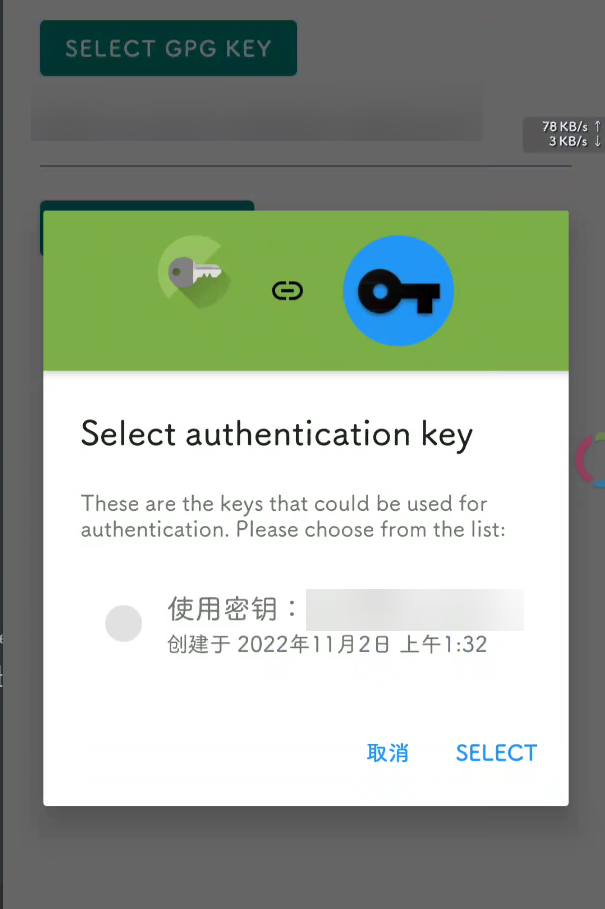 SELECT GPG KEY
78 KB/s ↑
3 KB/s ↓
Select authentication key
These are the keys that could be used for
authentication. Please choose from the list:
使用密钥：
创建于 2022年11月2日 上午1:32
取消
SELECT